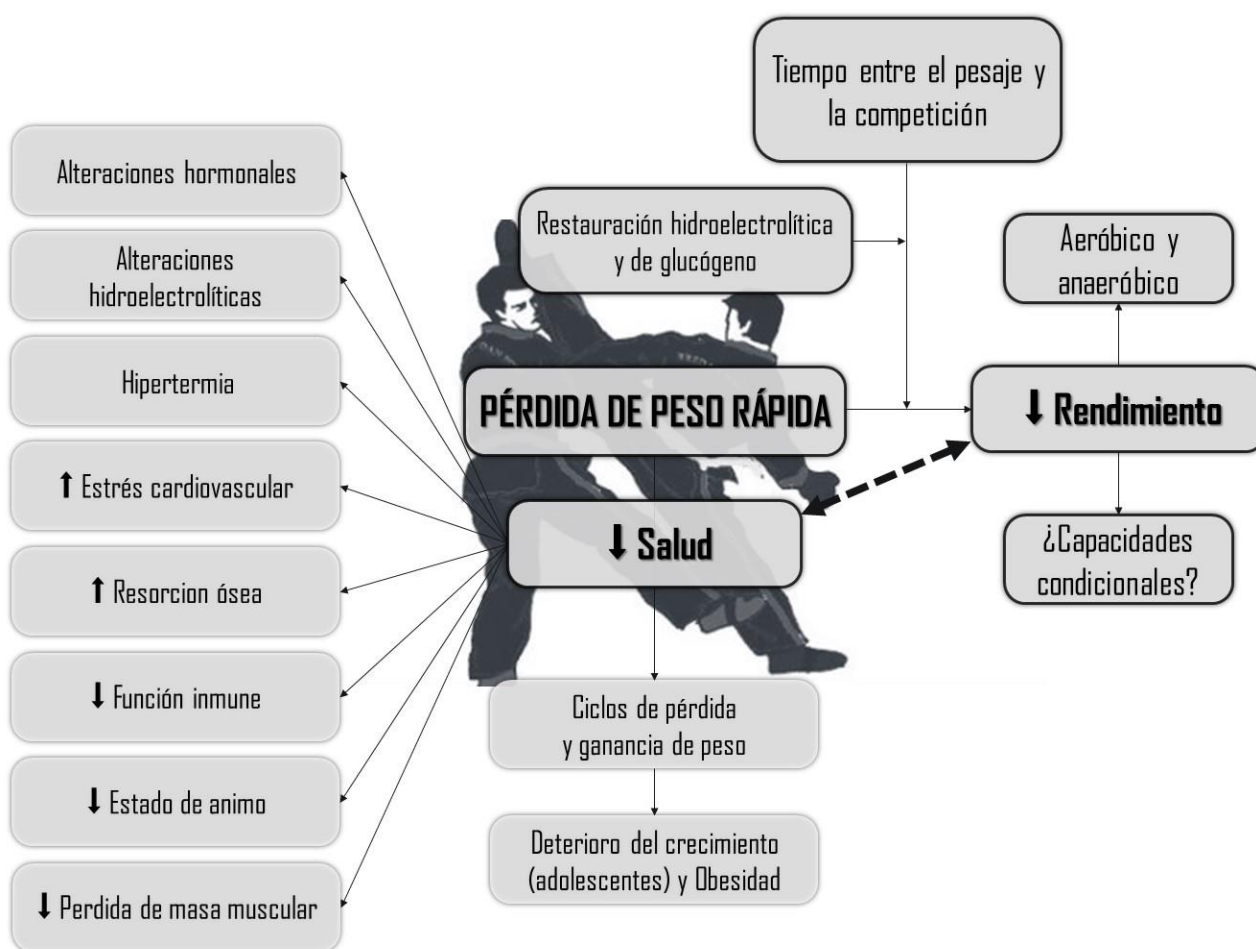 Tiempo entre el pesaje y
la competición
Alteraciones hormonales
Restauración hidroelectrolítica
y de glucógeno
Aeróbico y
anaeróbico
Alteraciones
hidroelectrolíticas
Hipertermia
PÉRDIDA DE PESO RÁPIDA
⬇ Rendimiento
⬆ Estrés cardiovascular
⬇ Salud
¿Capacidades
condicionales?
⬆ Resorcion ósea
⬇ Función inmune
Ciclos de pérdida
y ganancia de peso
⬇ Estado de animo
Deterioro del crecimiento
(adolescentes) y Obesidad
⬇ Perdida de masa muscular